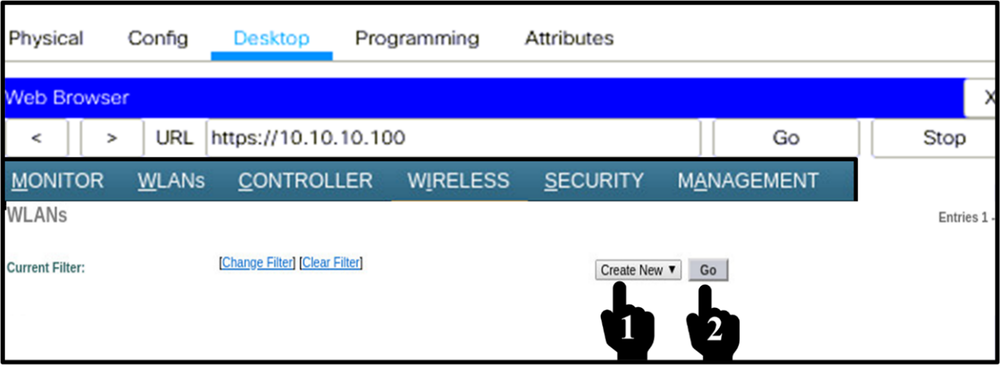 Physical Config Desktop Programming Attributes
Web Browser X
< > URL https://10.10.10.100 Go Stop
MONITOR WLANs CONTROLLER WIRELESS SECURITY MANAGEMENT
WLANs Entries 1 -
Current Filter: [Change Filter] [Clear Filter] Create New ▼ Go
1 2